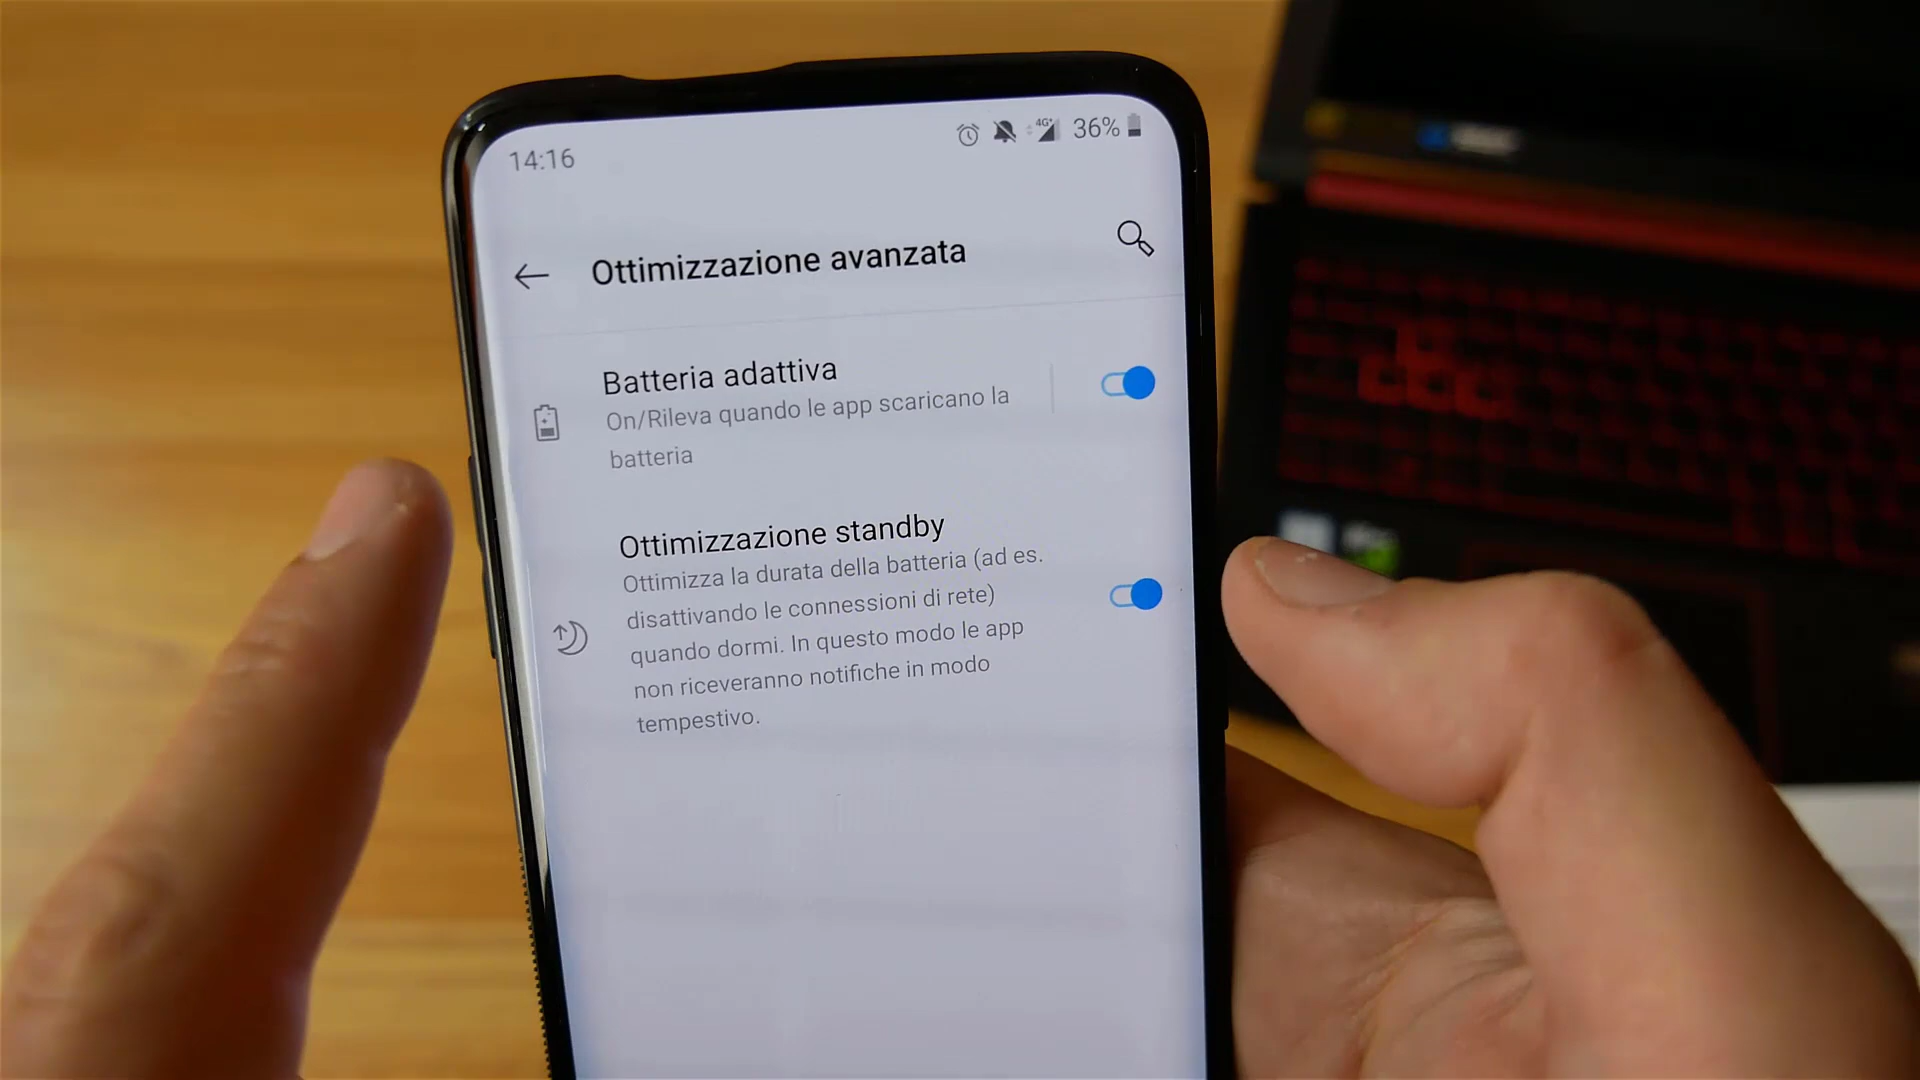 14:16
4G+ 36%
Ottimizzazione avanzata
Batteria adattiva
On/Rileva quando le app scaricano la
batteria
Ottimizzazione standby
Ottimizza la durata della batteria (ad es.
disattivando le connessioni di rete)
quando dormi. In questo modo le app
non riceveranno notifiche in modo
tempestivo.